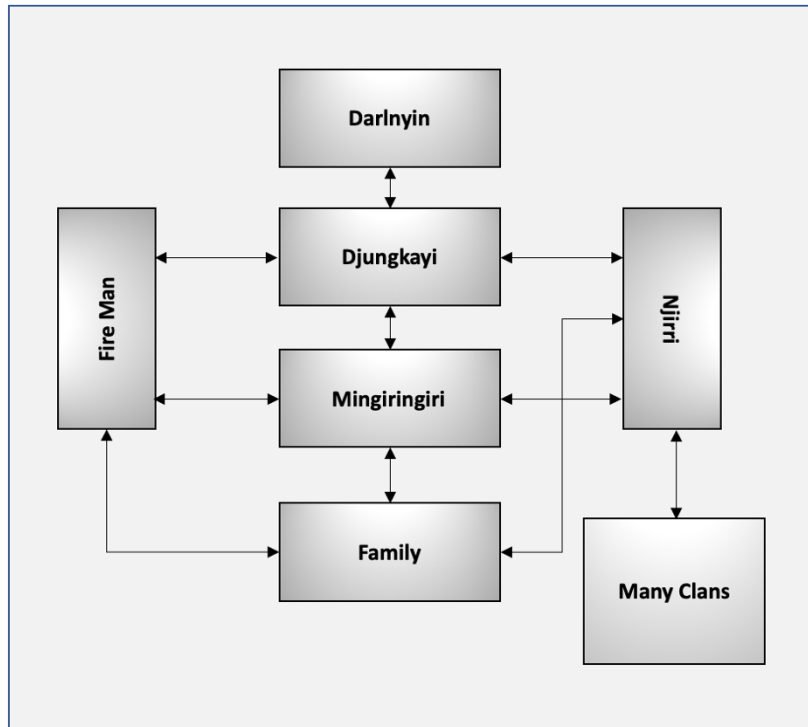 Darlnyin
Fire Man
Djungkayi
Njirri
Mingiringiri
Family
Many Clans